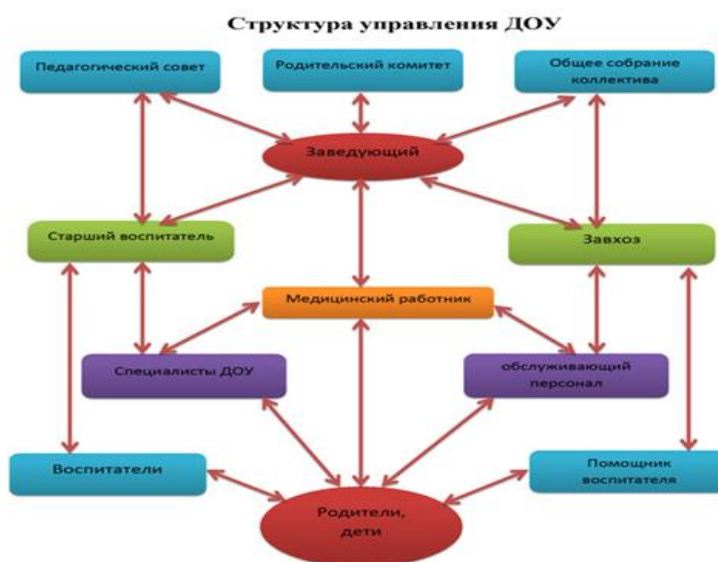 Структура управления ДОУ
Педагогический совет
Родительский комитет
Общее собрание
коллектива
Заведующий
Старший воспитатель
Завхоз
Медицинский работник
Специалисты ДОУ
обслуживающий
персонал
Воспитатели
Помощник
воспитателя
Родители,
дети